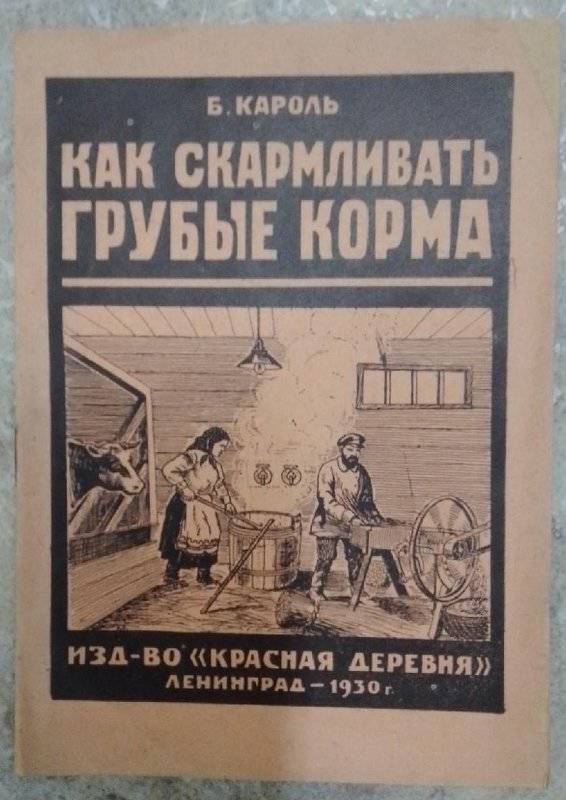 Б. КАРОЛЬ
КАК СКАРМЛИВАТЬ
ГРУБЫЕ КОРМА
ИЗД-ВО «КРАСНАЯ ДЕРЕВНЯ»
ЛЕНИНГРАД — 1930 г.